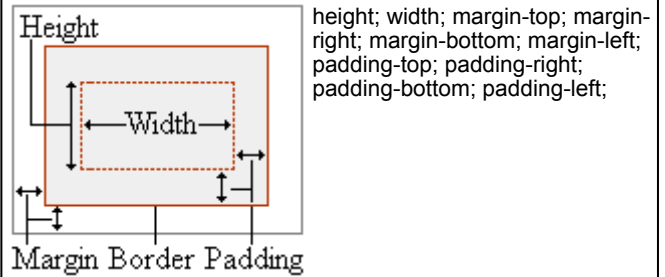 Height
Width
Margin Border Padding
height; width; margin-top; margin-
right; margin-bottom; margin-left;
padding-top; padding-right;
padding-bottom; padding-left;